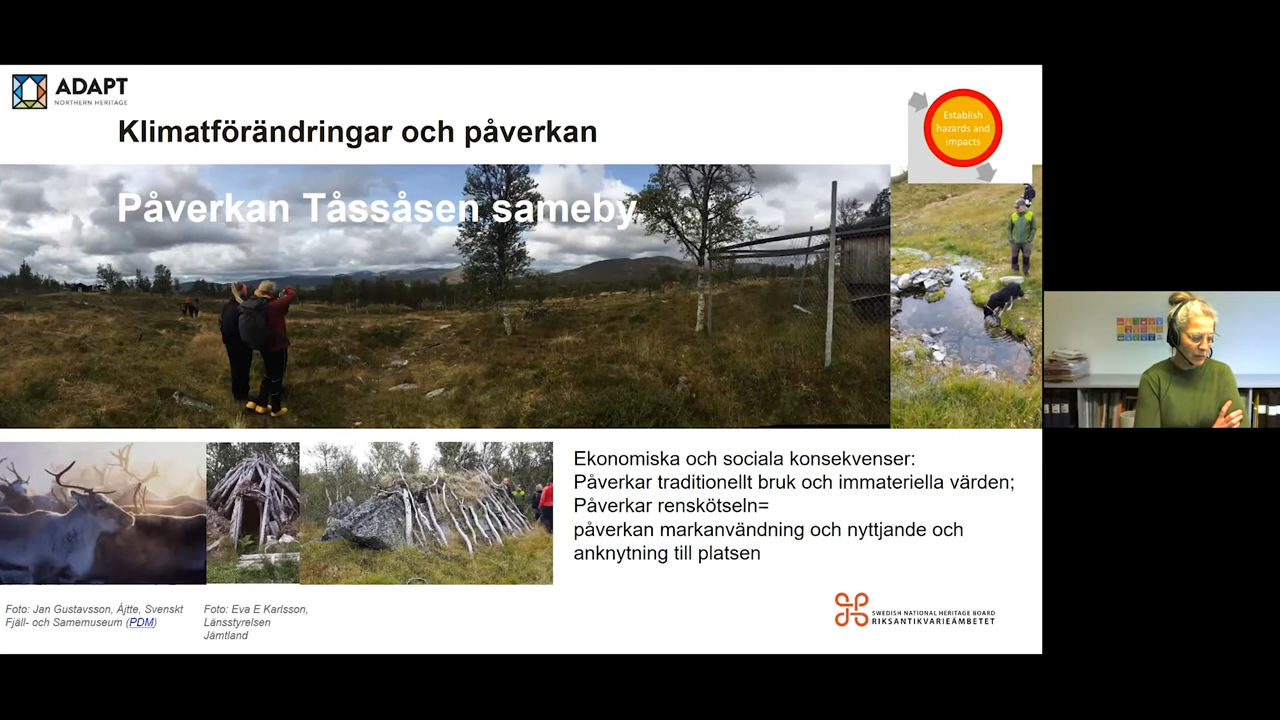 ADAPT
NORTHERN HERITAGE
Klimatförändringar och påverkan
Establish
hazards and
impacts
Påverkan Tåssåsen sameby
Ekonomiska och sociala konsekvenser:
Påverkar traditionellt bruk och immateriella värden;
Påverkar renskötseln=
påverkan markanvändning och nyttjande och
anknytning till platsen
Foto: Jan Gustavsson, Ájtte, Svenskt
Fjäll- och Samemuseum (PDM)
Foto: Eva E Karlsson,
Länsstyrelsen
Jämtland
SWEDISH NATIONAL HERITAGE BOARD
RIKSANTIKVARIEÄMBETET